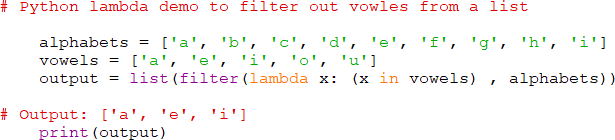 # Python lambda demo to filter out vowles from a list
alphabets = ['a', 'b', 'c', 'd', 'e', 'f', 'g', 'h', 'i']
vowels = ['a', 'e', 'i', 'o', 'u']
output = list(filter(lambda x: (x in vowels) , alphabets))
# Output: ['a', 'e', 'i']
print(output)